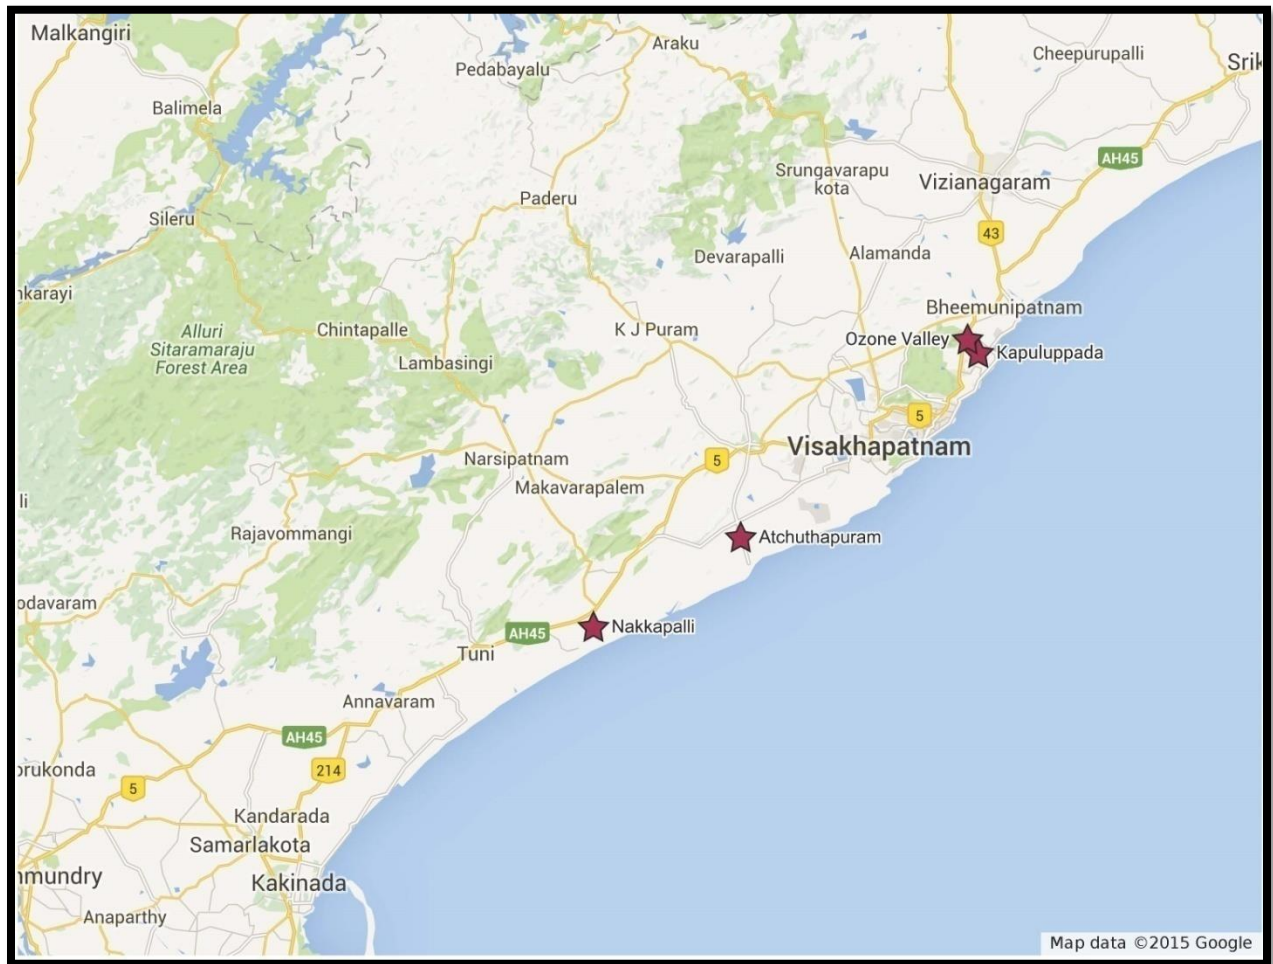 Malkangiri
Araku
Cheepurupalli
Srik
Pedabayalu
Balimela
AH45
Srungavarapu
kota
Vizianagaram
Paderu
Sileru
43
Devarapalli
Alamanda
nkarayi
Bheemunipatnam
Alluri
Sitaramaraju
Forest Area
Chintapalle
K J Puram
Ozone Valley
Kapuluppada
Lambasingi
5
Visakhapatnam
Narsipatnam
5
Makavarapalem
li
Rajavommangi
Atchuthapuram
odavaram
AH45
Nakkapalli
Tuni
Annavaram
AH45
orukonda
214
5
Kandarada
Samarlakota
nmundry
Kakinada
Anaparthy
Map data ©2015 Google